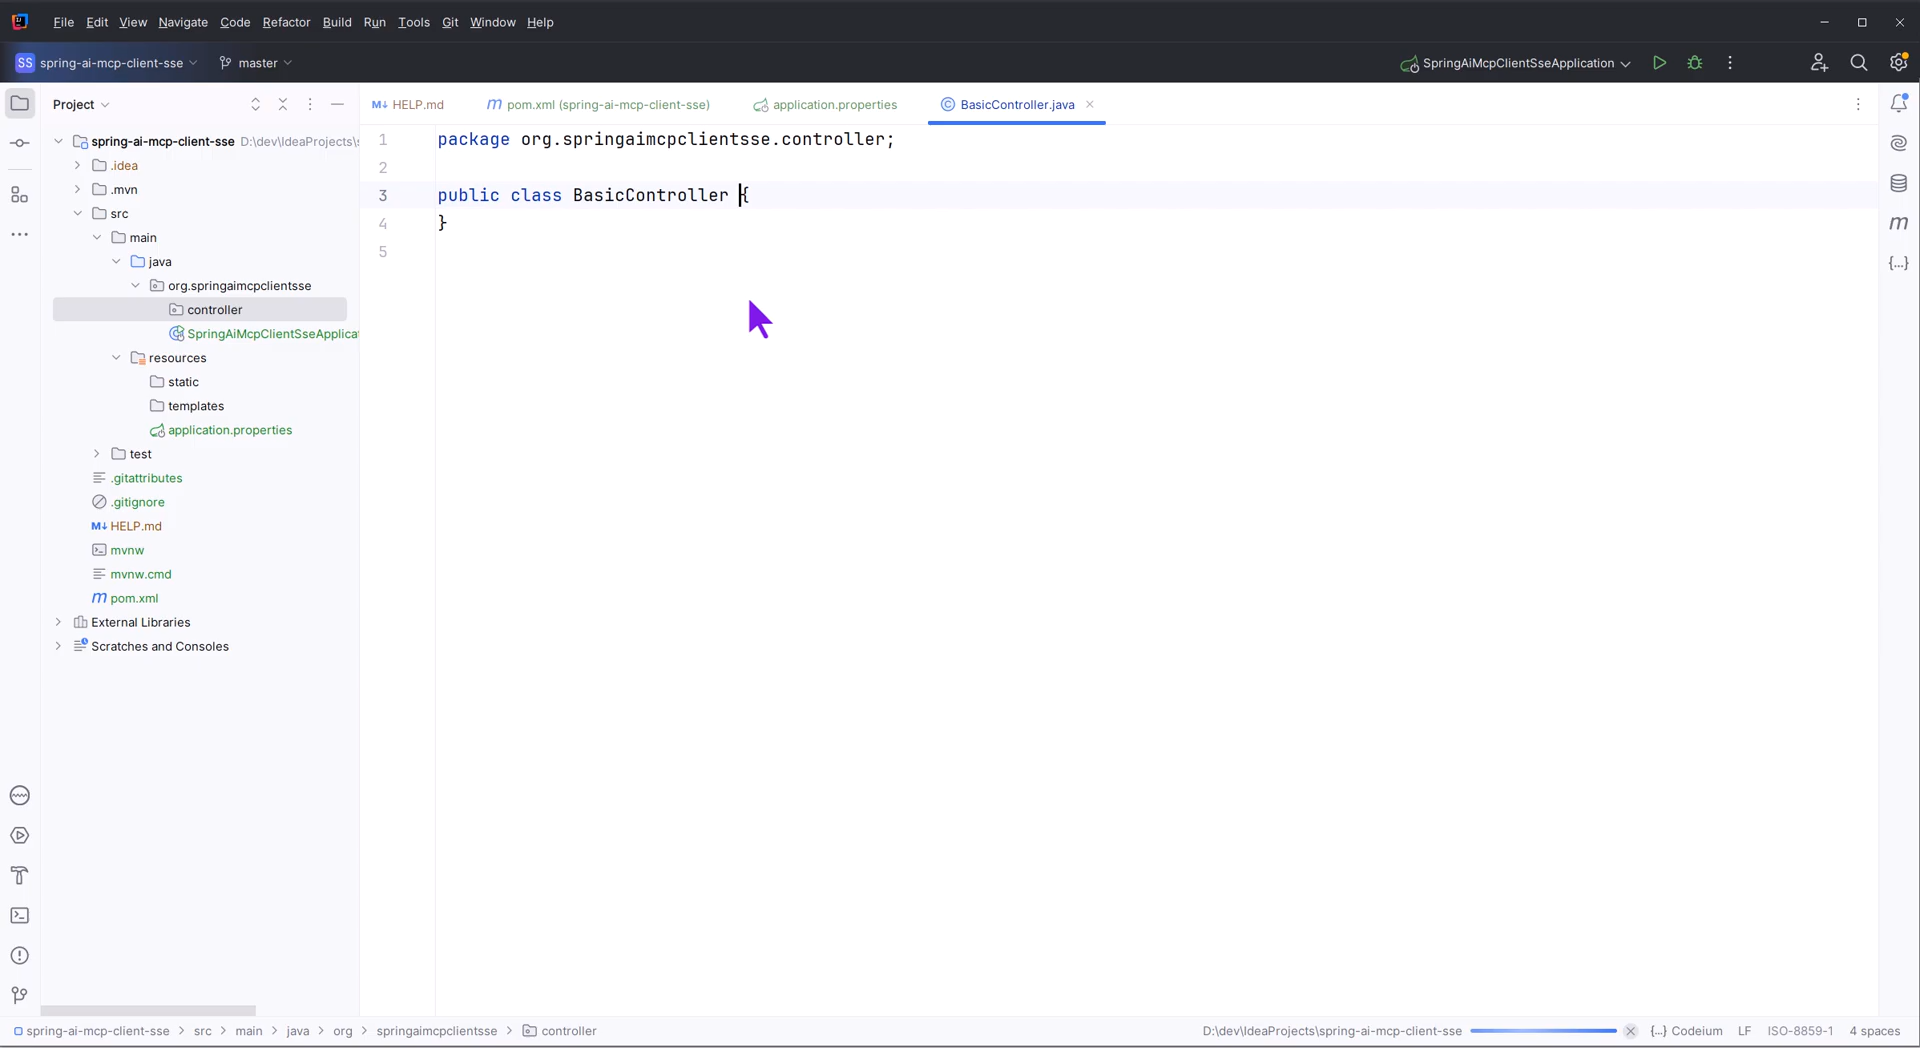 File Edit View Navigate Code Refactor Build Run Tools Git Window Help
SS spring-ai-mcp-client-sse master SpringAiMcpClientSseApplication
Project
HELP.md
pom.xml (spring-ai-mcp-client-sse)
application.properties
BasicController.java
spring-ai-mcp-client-sse D:\dev\IdeaProjects\s
.idea
.mvn
src
main
java
org.springaimcpclientsse
controller
SpringAiMcpClientSseApplicat
resources
static
templates
application.properties
test
.gitattributes
.gitignore
HELP.md
mvnw
mvnw.cmd
pom.xml
External Libraries
Scratches and Consoles
1 package org.springaimcpclientsse.controller;
2
3 public class BasicController {
4 }
5
spring-ai-mcp-client-sse > src > main > java > org > springaimcpclientsse > controller
D:\dev\IdeaProjects\spring-ai-mcp-client-sse {...} Codeium LF ISO-8859-1 4 spaces